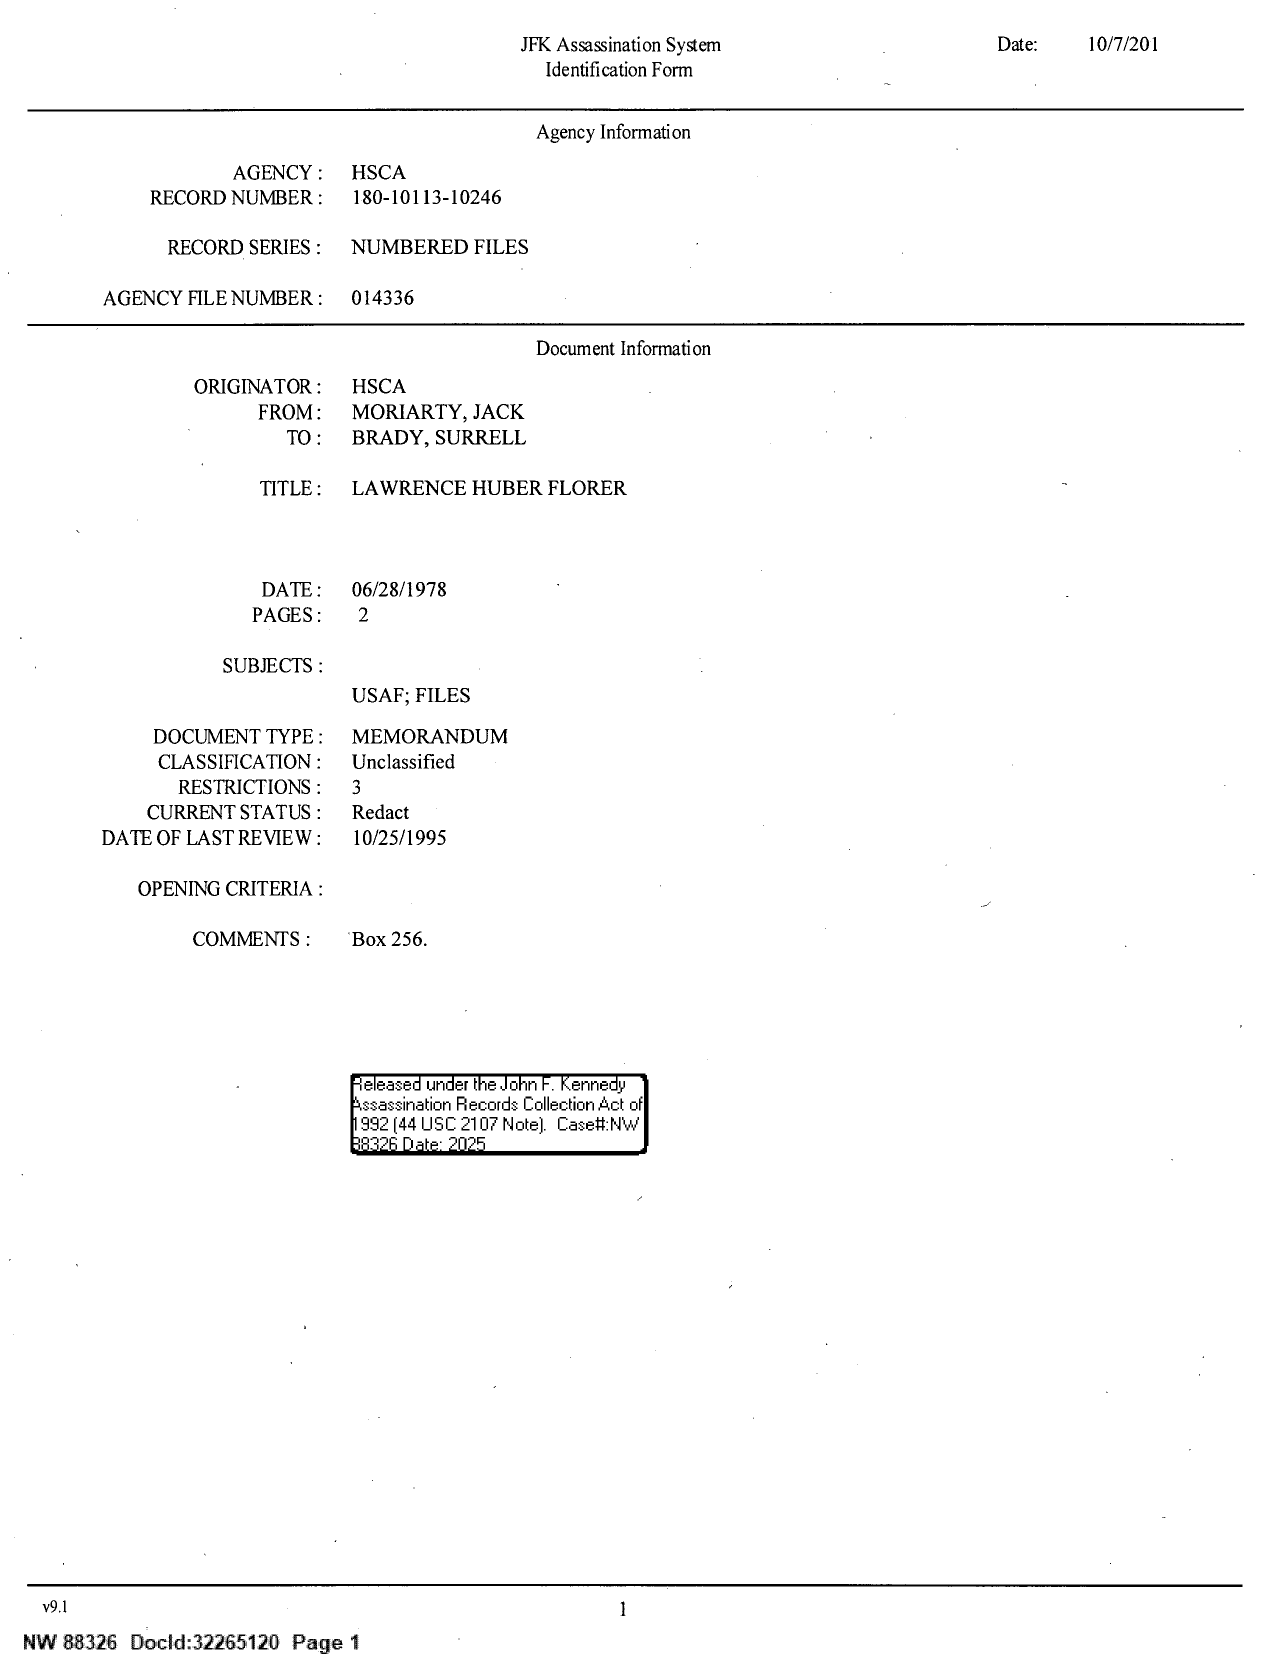 JFK Assassination System
Date: 10/7/201
Identification Form
Agency Information
AGENCY : HSCA
RECORD NUMBER : 180-10113-10246
RECORD SERIES : NUMBERED FILES
AGENCY FILE NUMBER : 014336
Document Information
ORIGINATOR : HSCA
FROM : MORIARTY, JACK
TO : BRADY, SURRELL
TITLE : LAWRENCE HUBER FLORER
DATE : 06/28/1978
PAGES : 2
SUBJECTS :
USAF; FILES
DOCUMENT TYPE : MEMORANDUM
CLASSIFICATION : Unclassified
RESTRICTIONS : 3
CURRENT STATUS : Redact
DATE OF LAST REVIEW : 10/25/1995
OPENING CRITERIA :
COMMENTS : Box 256.
Released under the John F. Kennedy
Assassination Records Collection Act of
1992 (44 USC 2107 Note). Case#:NW
88326 Date: 2025
v9.1
1
NW 88326 DocId:32265120 Page 1